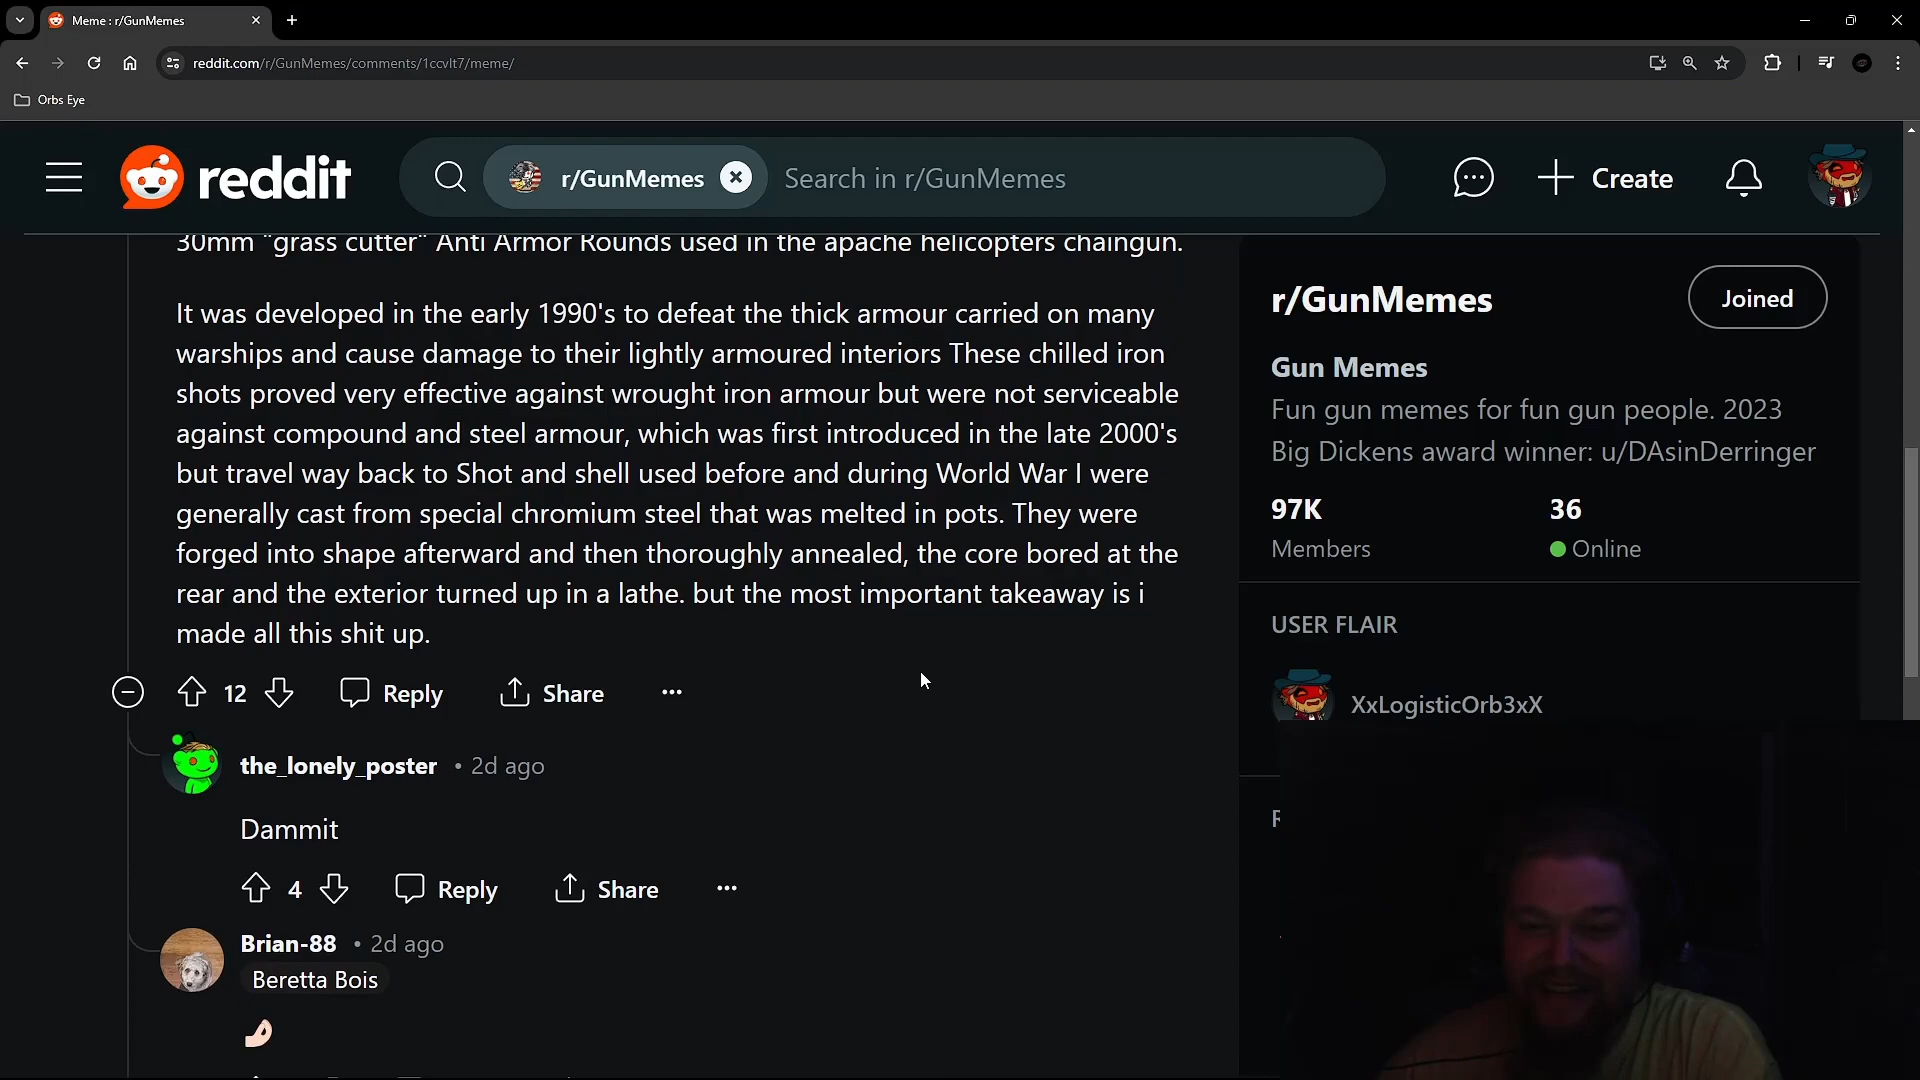 Meme : r/GunMemes
reddit.com/r/GunMemes/comments/1ccvlt7/meme/
Orbs Eye
reddit
r/GunMemes
Search in r/GunMemes
Create
30mm "grass cutter" Anti Armor Rounds used in the apache helicopters chaingun.
It was developed in the early 1990's to defeat the thick armour carried on many
warships and cause damage to their lightly armoured interiors These chilled iron
shots proved very effective against wrought iron armour but were not serviceable
against compound and steel armour, which was first introduced in the late 2000's
but travel way back to Shot and shell used before and during World War I were
generally cast from special chromium steel that was melted in pots. They were
forged into shape afterward and then thoroughly annealed, the core bored at the
rear and the exterior turned up in a lathe. but the most important takeaway is i
made all this shit up.
12 Reply Share
the_lonely_poster • 2d ago
Dammit
4 Reply Share
Brian-88 • 2d ago
Beretta Bois
r/GunMemes
Joined
Gun Memes
Fun gun memes for fun gun people. 2023
Big Dickens award winner: u/DAsinDerringer
97K 36
Members Online
USER FLAIR
XxLogisticOrb3xX